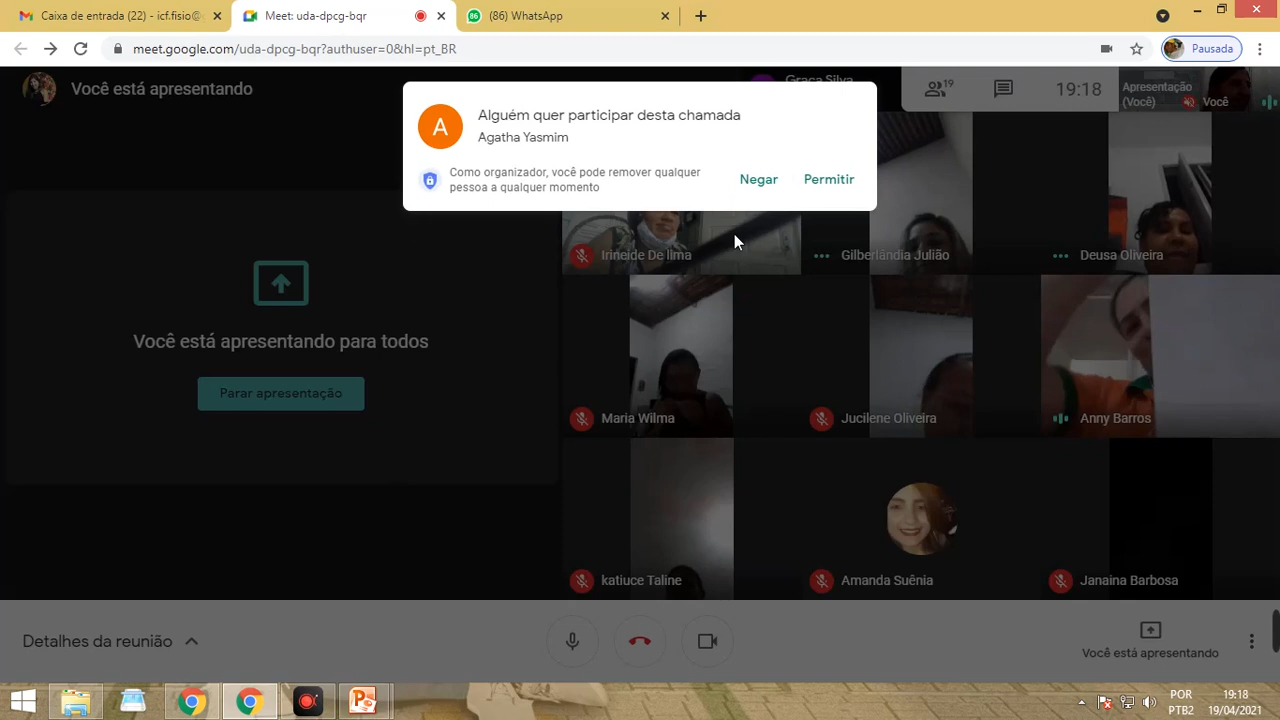 Caixa de entrada (22) - icf.fisio@
Meet: uda-dpcg-bqr
(86) WhatsApp
meet.google.com/uda-dpcg-bqr?authuser=0&hl=pt_BR
Pausada
Você está apresentando
Graça Silva
19
19:18
Apresentação
(Você)
Você
A
Alguém quer participar desta chamada
Agatha Yasmim
Como organizador, você pode remover qualquer
pessoa a qualquer momento
Negar
Permitir
Irineide De lima
Gilberlândia Julião
Deusa Oliveira
Você está apresentando para todos
Parar apresentação
Maria Wilma
Jucilene Oliveira
Anny Barros
katiuce Taline
Amanda Suênia
Janaina Barbosa
Detalhes da reunião
Você está apresentando
POR
PTB2
19:18
19/04/2021